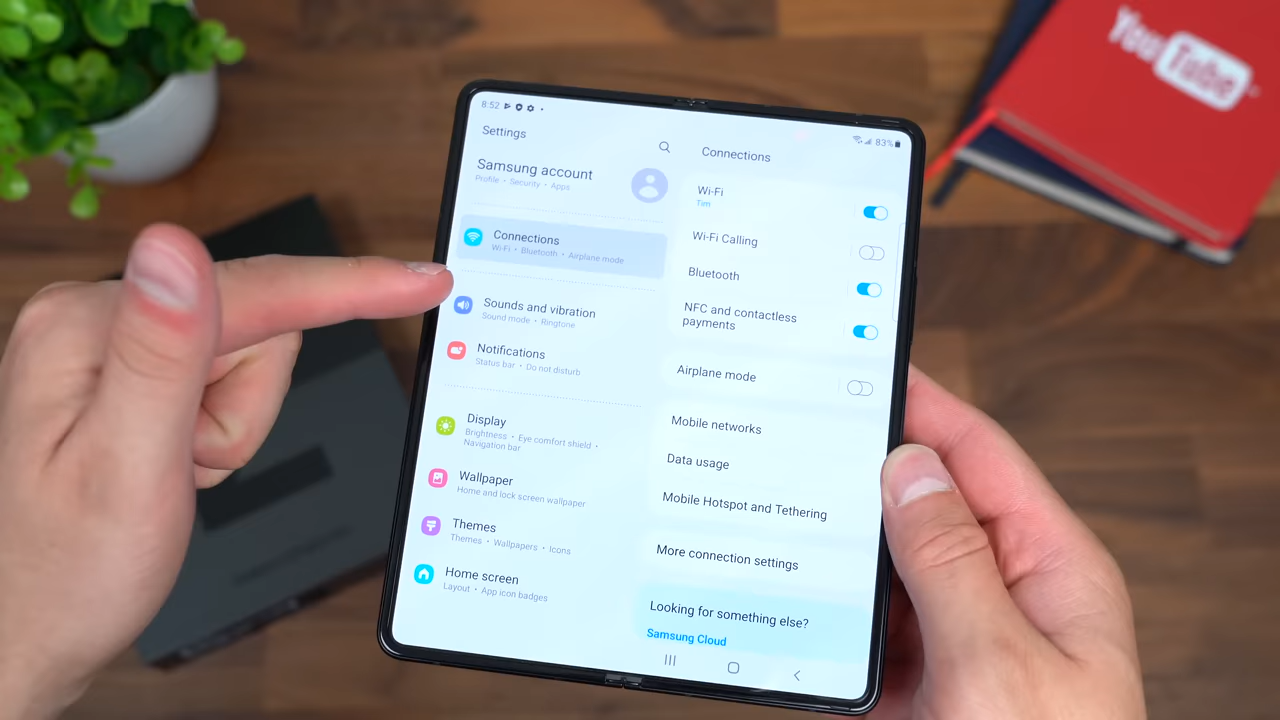 8:52
83%
Settings
Samsung account
Profile • Security • Apps
Connections
Wi-Fi • Bluetooth • Airplane mode
Sounds and vibration
Sound mode • Ringtone
Notifications
Status bar • Do not disturb
Display
Brightness • Eye comfort shield •
Navigation bar
Wallpaper
Home and lock screen wallpaper
Themes
Themes • Wallpapers • Icons
Home screen
Layout • App icon badges
Connections
Wi-Fi
Tim
Wi-Fi Calling
Bluetooth
NFC and contactless
payments
Airplane mode
Mobile networks
Data usage
Mobile Hotspot and Tethering
More connection settings
Looking for something else?
Samsung Cloud
YouTube